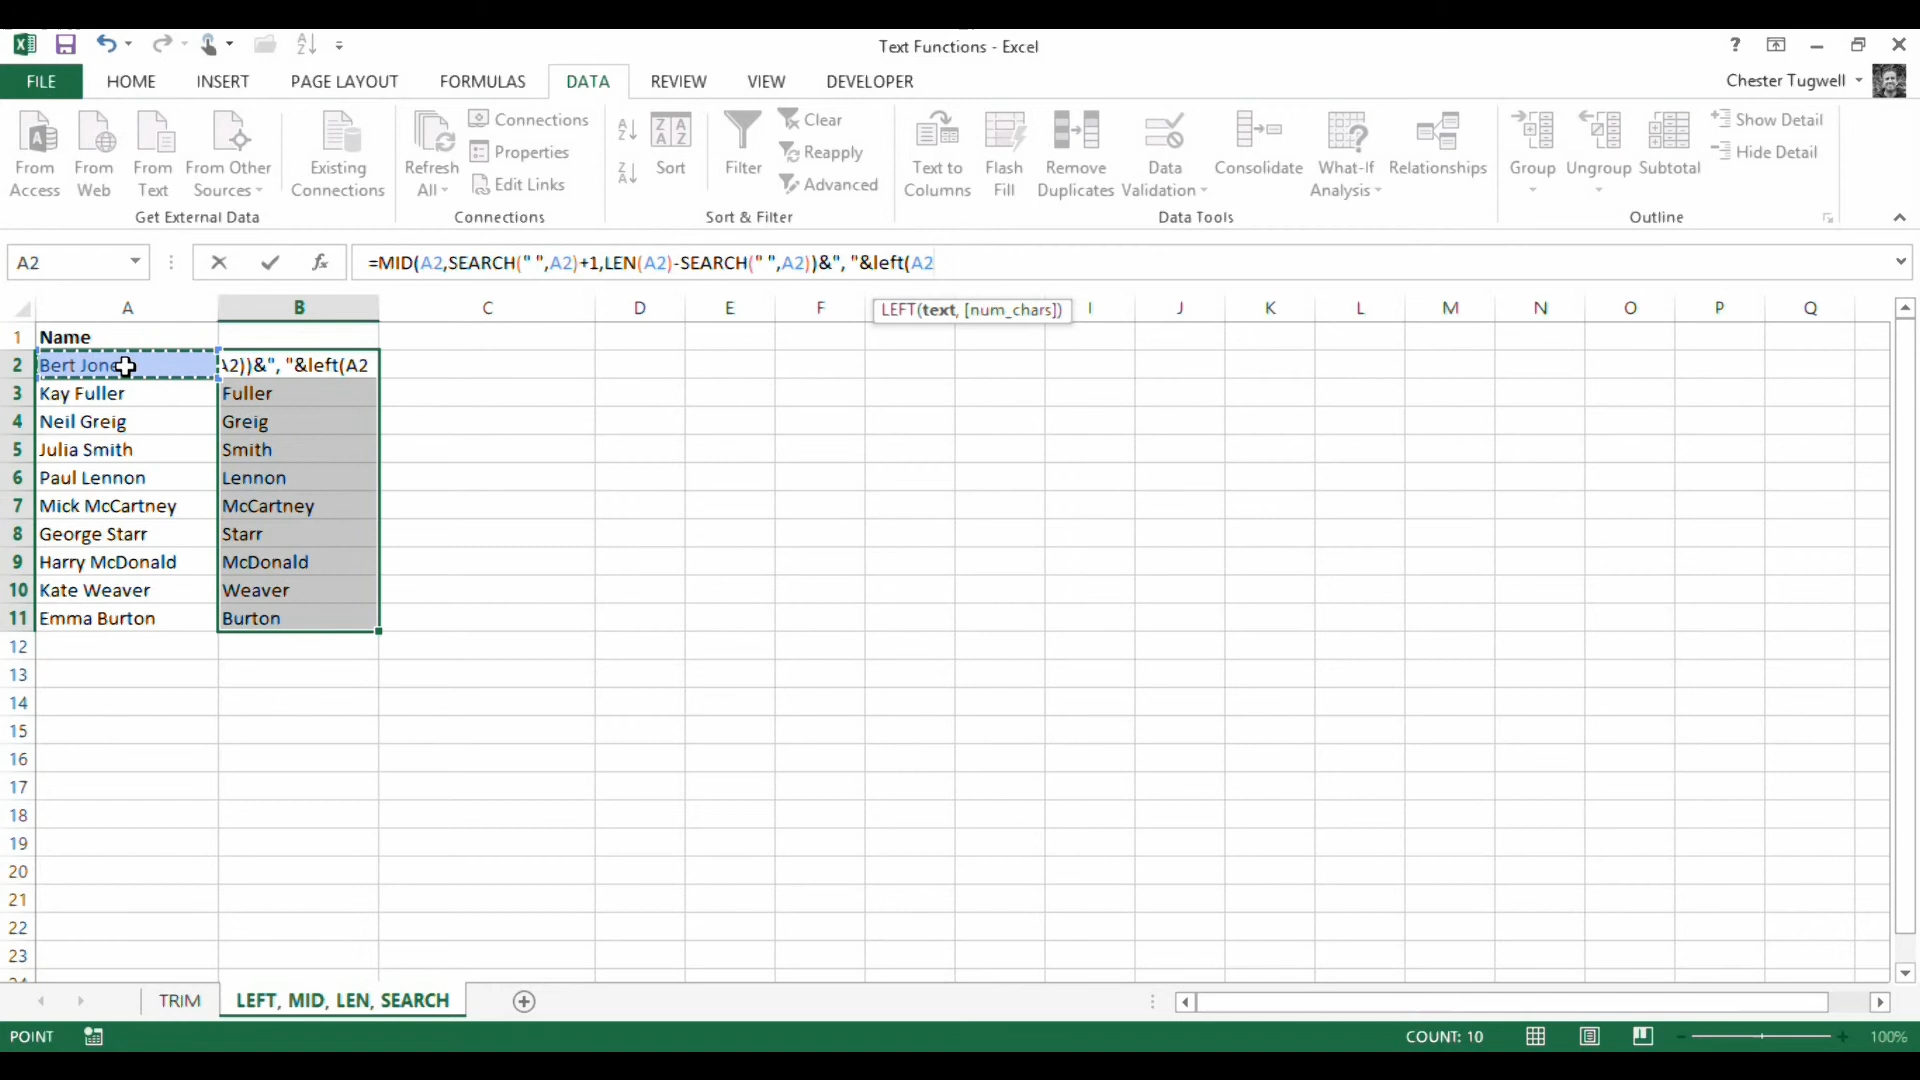 Text Functions - Excel
?
FILE HOME INSERT PAGE LAYOUT FORMULAS DATA REVIEW VIEW DEVELOPER Chester Tugwell
From Access
From Web
From Text
From Other Sources
Existing Connections
Get External Data
Refresh All
Connections
Properties
Edit Links
Connections
Sort
Filter
Clear
Reapply
Advanced
Sort & Filter
Text to Columns
Flash Fill
Remove Duplicates
Data Validation
Consolidate
What-If Analysis
Relationships
Data Tools
Group
Ungroup
Subtotal
Show Detail
Hide Detail
Outline
A2 fx =MID(A2,SEARCH(" ",A2)+1,LEN(A2)-SEARCH(" ",A2))&", "&left(A2
LEFT(text, [num_chars])
A B C D E F I J K L M N O P Q
1 Name
2 Bert Jone A2))&", "&left(A2
3 Kay Fuller Fuller
4 Neil Greig Greig
5 Julia Smith Smith
6 Paul Lennon Lennon
7 Mick McCartney McCartney
8 George Starr Starr
9 Harry McDonald McDonald
10 Kate Weaver Weaver
11 Emma Burton Burton
12
13
14
15
16
17
18
19
20
21
22
23
24
TRIM LEFT, MID, LEN, SEARCH
POINT COUNT: 10 100%